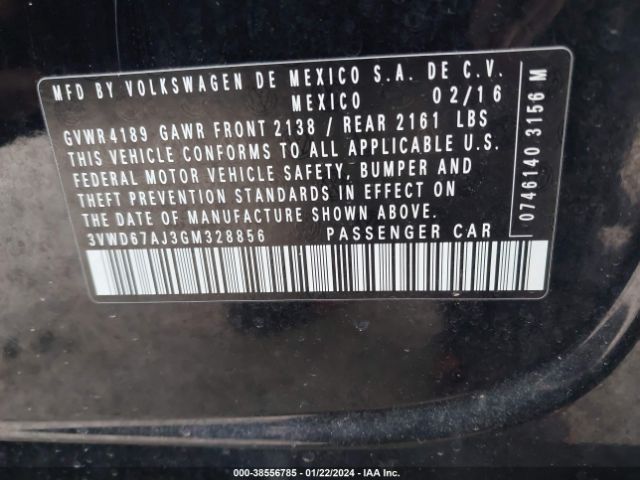 MFD BY VOLKSWAGEN DE MEXICO S.A. DE C.V.
MEXICO 02/16
GVWR 4189 GAWR FRONT 2138 / REAR 2161 LBS
THIS VEHICLE CONFORMS TO ALL APPLICABLE U.S.
FEDERAL MOTOR VEHICLE SAFETY, BUMPER AND
THEFT PREVENTION STANDARDS IN EFFECT ON
THE DATE OF MANUFACTURE SHOWN ABOVE.
3VWD67AJ3GM328856 PASSENGER CAR
0746140 3156 M
000-38556785 - 01/22/2024 - IAA Inc.